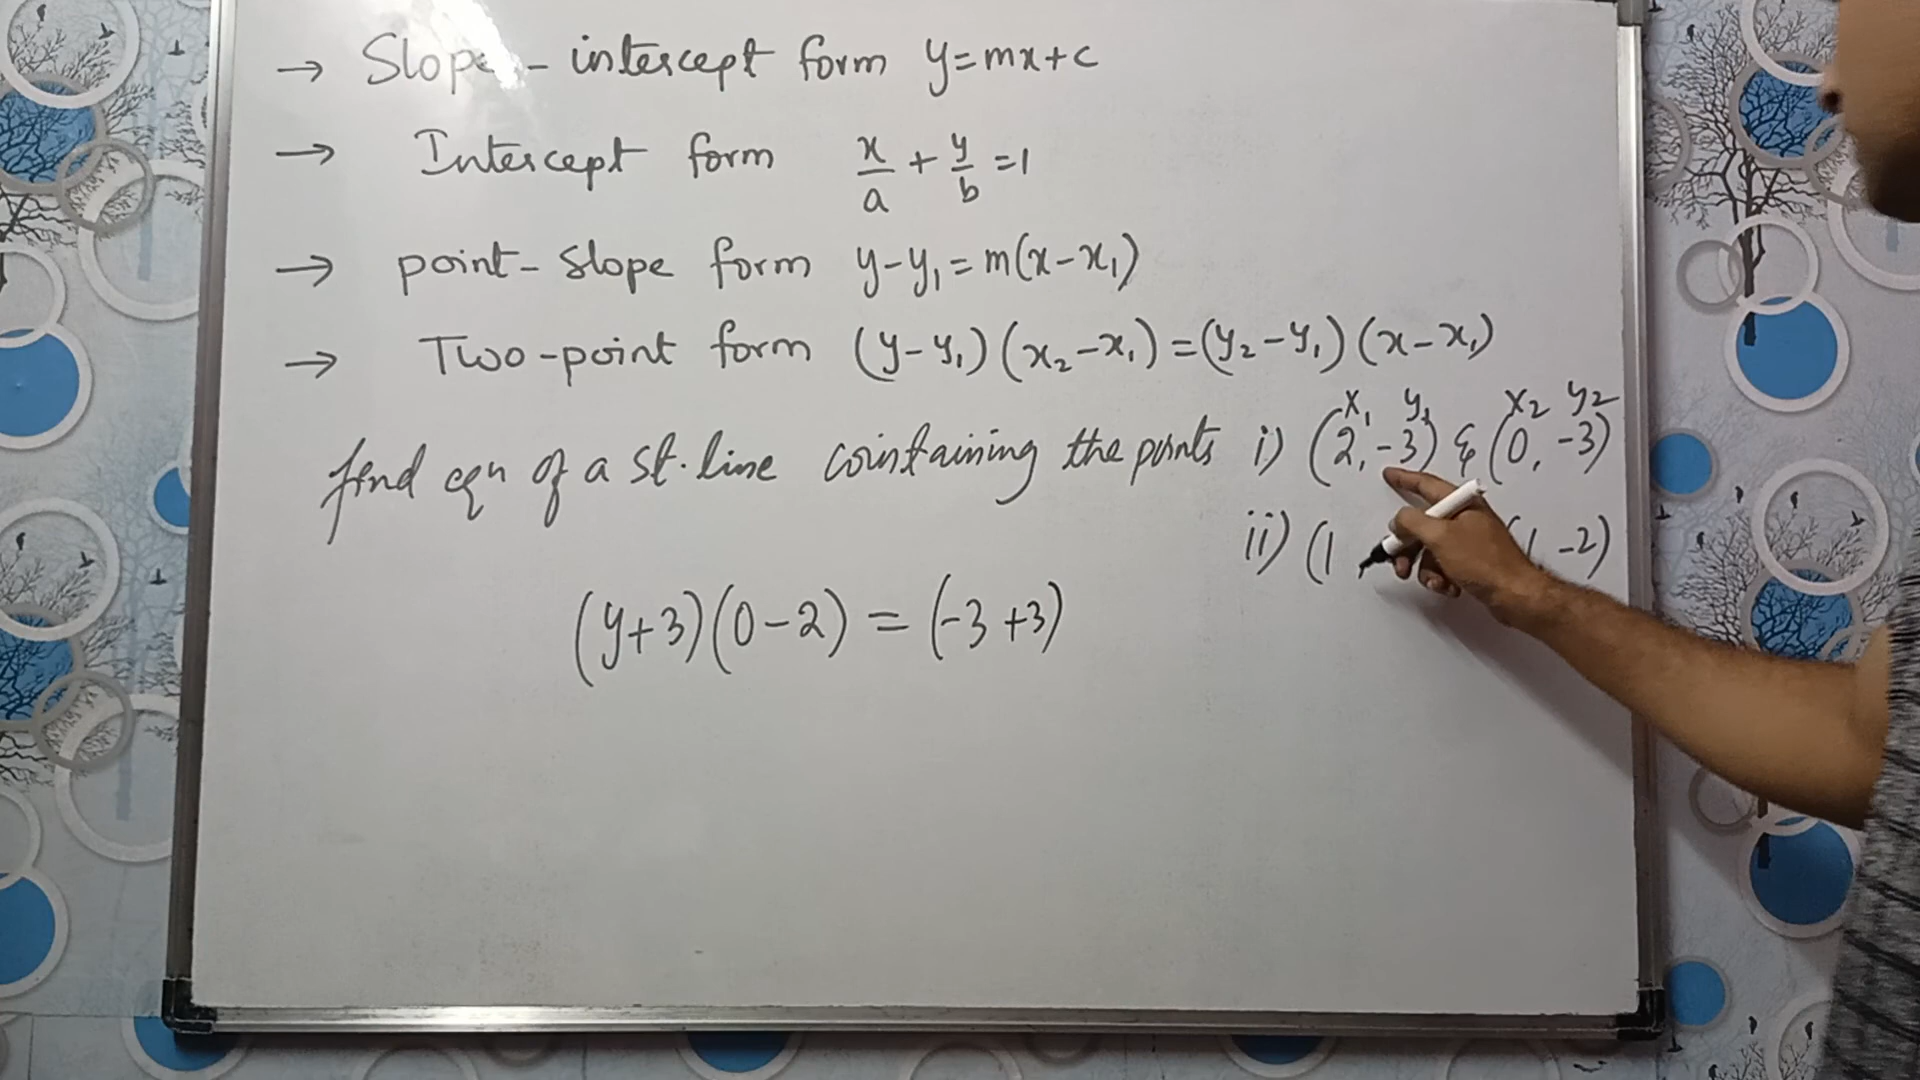 → Slope - intercept form y=mx+c
→ Intercept form x/a + y/b =1
→ point-slope form y-y₁=m(x-x₁)
→ Two-point form (y-y₁)(x₂-x₁)=(y₂-y₁)(x-x₁)
x₁ y₁ x₂ y₂
find eqn of a st.line cointaining the points i) (2,-3) & (0,-3)
ii) (1 -2)
(y+3)(0-2) = (-3+3)